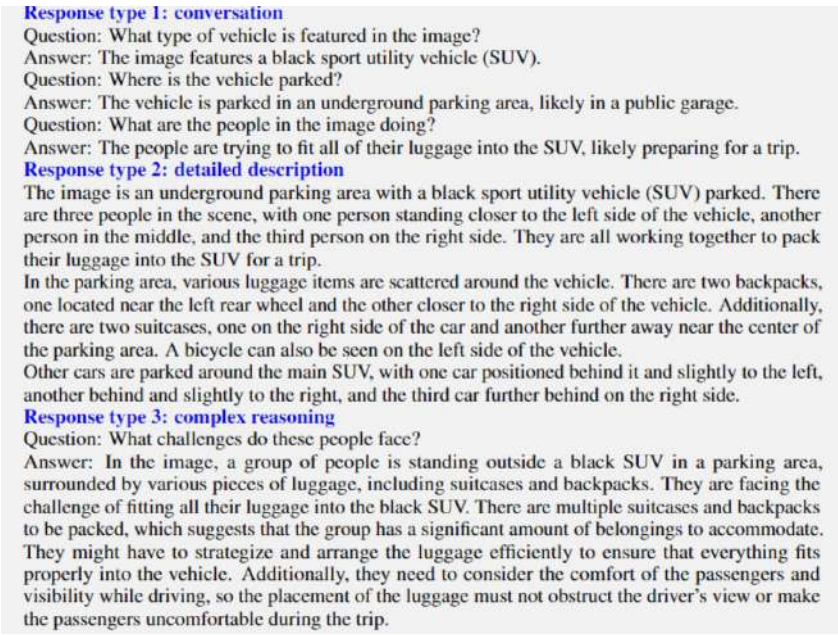 Response type 1: conversation
Question: What type of vehicle is featured in the image?
Answer: The image features a black sport utility vehicle (SUV).
Question: Where is the vehicle parked?
Answer: The vehicle is parked in an underground parking area, likely in a public garage.
Question: What are the people in the image doing?
Answer: The people are trying to fit all of their luggage into the SUV, likely preparing for a trip.
Response type 2: detailed description
The image is an underground parking area with a black sport utility vehicle (SUV) parked. There
are three people in the scene, with one person standing closer to the left side of the vehicle, another
person in the middle, and the third person on the right side. They are all working together to pack
their luggage into the SUV for a trip.
In the parking area, various luggage items are scattered around the vehicle. There are two backpacks,
one located near the left rear wheel and the other closer to the right side of the vehicle. Additionally,
there are two suitcases, one on the right side of the car and another further away near the center of
the parking area. A bicycle can also be seen on the left side of the vehicle.
Other cars are parked around the main SUV, with one car positioned behind it and slightly to the left,
another behind and slightly to the right, and the third car further behind on the right side.
Response type 3: complex reasoning
Question: What challenges do these people face?
Answer: In the image, a group of people is standing outside a black SUV in a parking area,
surrounded by various pieces of luggage, including suitcases and backpacks. They are facing the
challenge of fitting all their luggage into the black SUV. There are multiple suitcases and backpacks
to be packed, which suggests that the group has a significant amount of belongings to accommodate.
They might have to strategize and arrange the luggage efficiently to ensure that everything fits
properly into the vehicle. Additionally, they need to consider the comfort of the passengers and
visibility while driving, so the placement of the luggage must not obstruct the driver's view or make
the passengers uncomfortable during the trip.